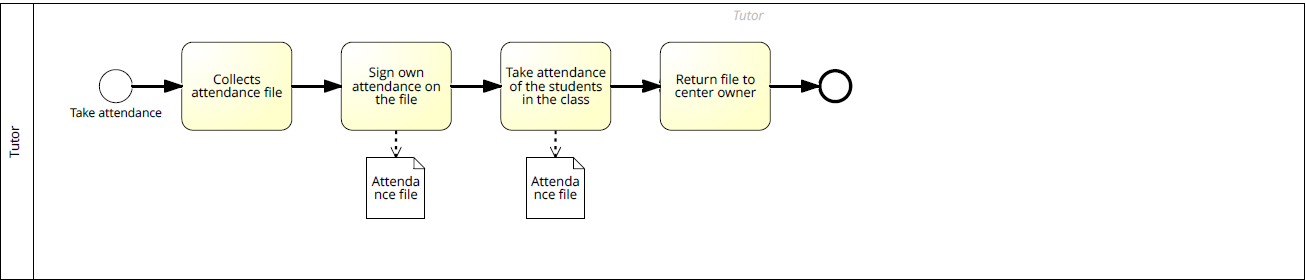 Tutor
Tutor
Take attendance
Collects
attendance file
Sign own
attendance on
the file
Take attendance
of the students
in the class
Return file to
center owner
Attenda
nce file
Attenda
nce file